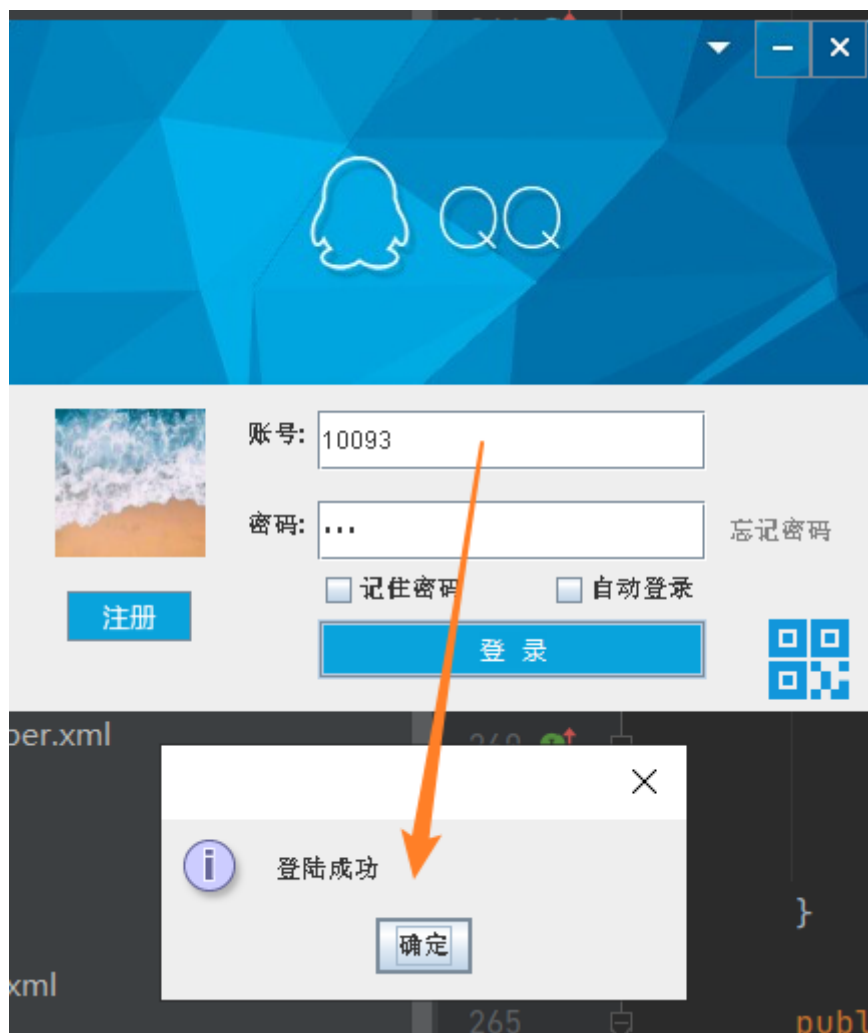 QQ
账号:
10093
密码:
忘记密码
记住密码
自动登录
注册
登 录
per.xml
登陆成功
确定
}
xml
265
publ